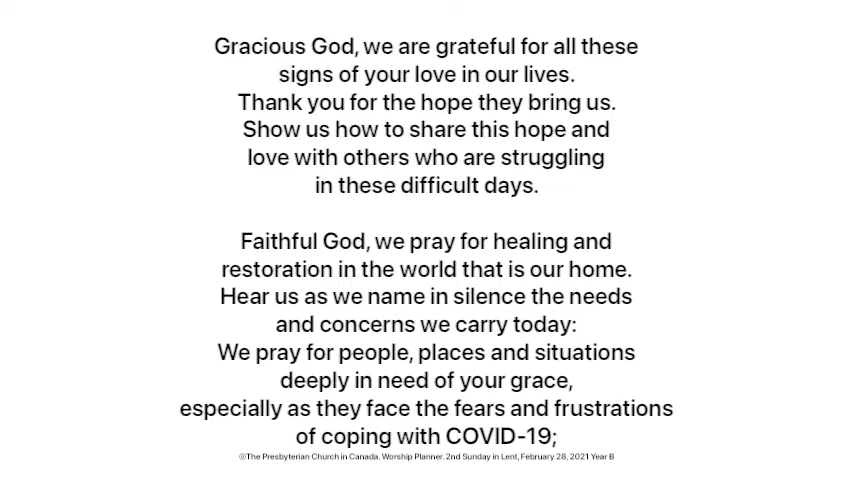 Gracious God, we are grateful for all these
signs of your love in our lives.
Thank you for the hope they bring us.
Show us how to share this hope and
love with others who are struggling
in these difficult days.
Faithful God, we pray for healing and
restoration in the world that is our home.
Hear us as we name in silence the needs
and concerns we carry today:
We pray for people, places and situations
deeply in need of your grace,
especially as they face the fears and frustrations
of coping with COVID-19;
©The Presbyterian Church in Canada. Worship Planner. 2nd Sunday in Lent, February 28, 2021 Year B